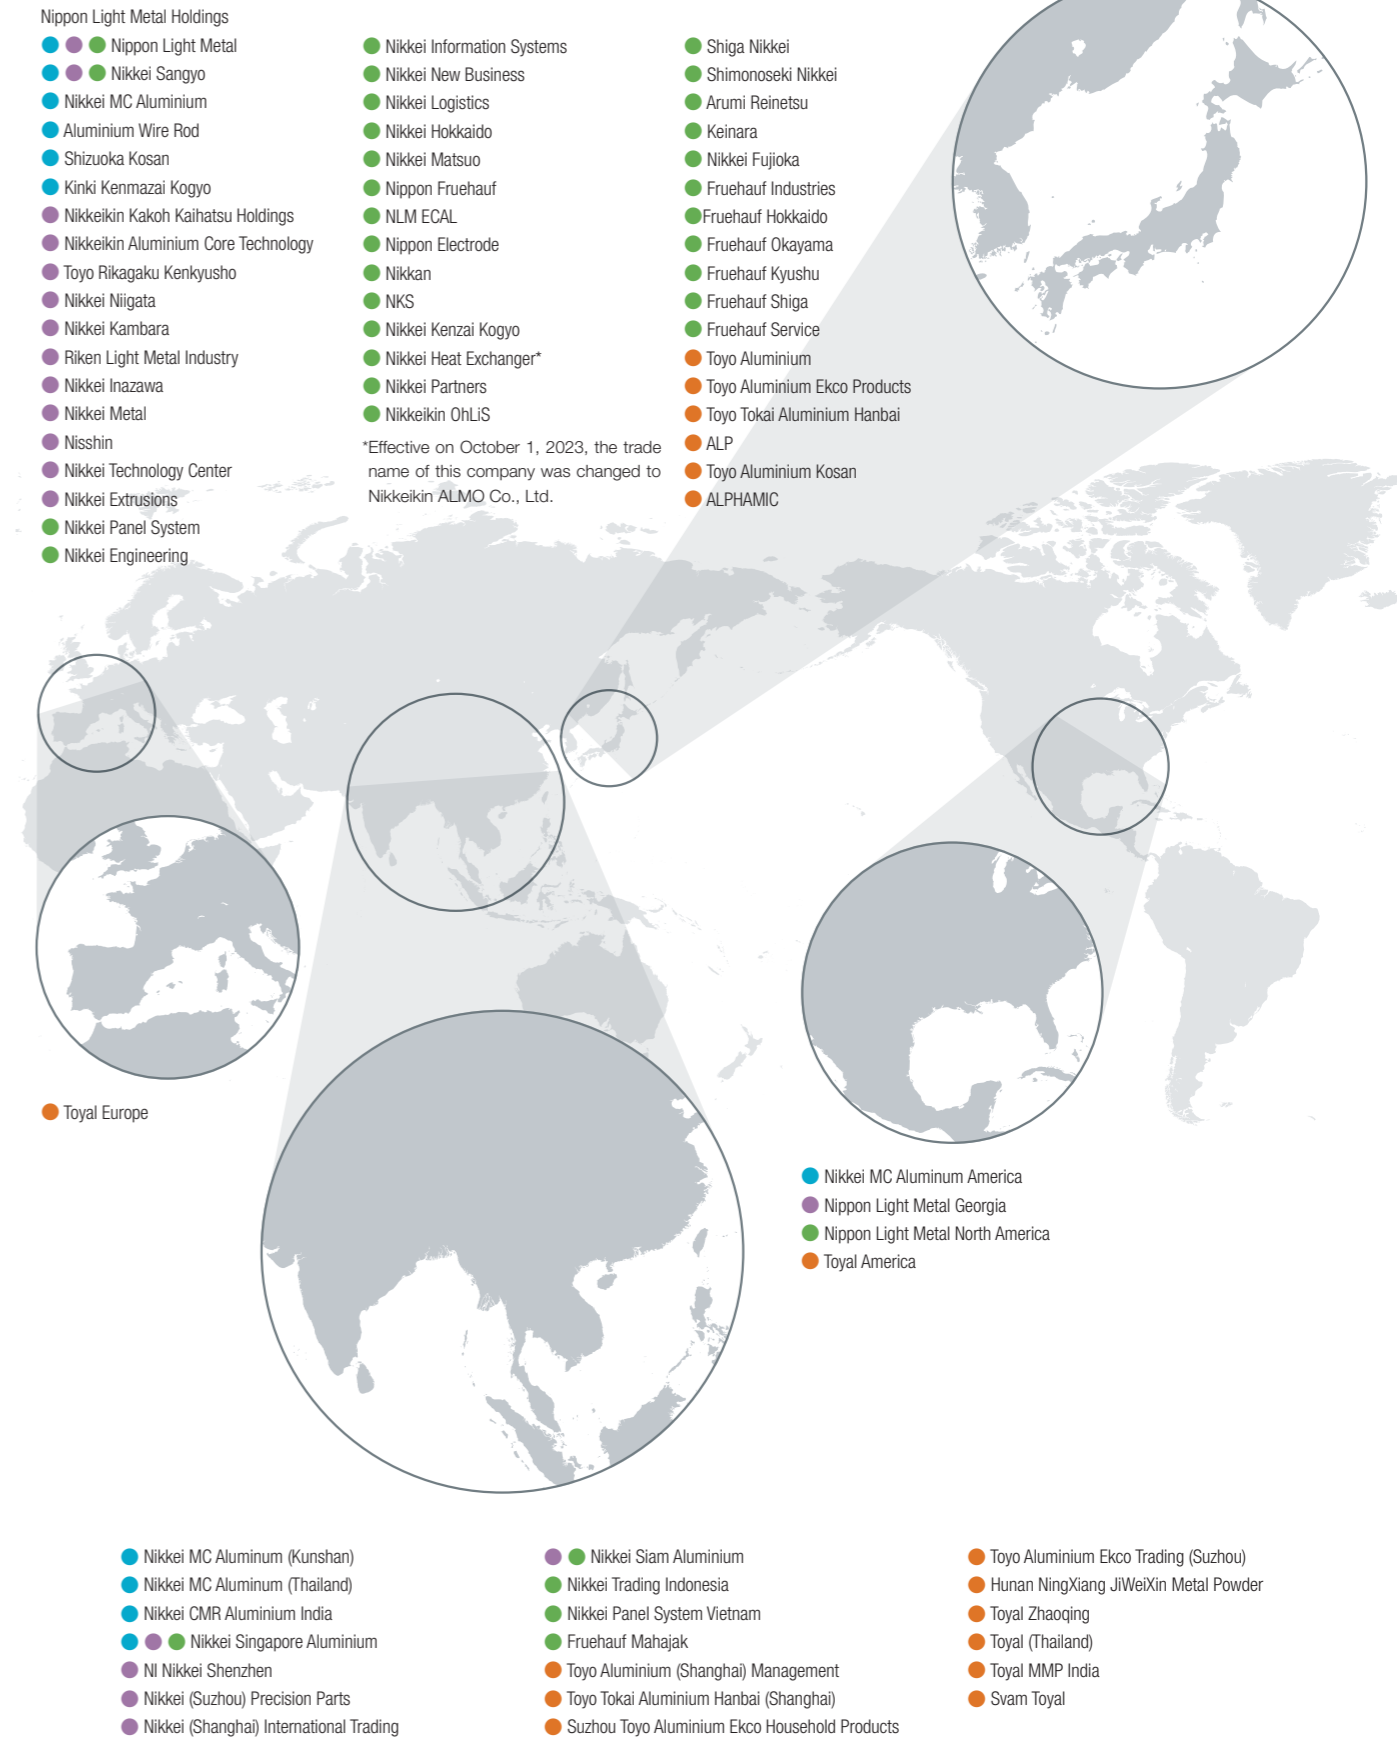 Nippon Light Metal Holdings
Nippon Light Metal
Nikkei Sangyo
Nikkei MC Aluminium
Aluminium Wire Rod
Shizuoka Kosan
Kinki Kenmazai Kogyo
Nikkeikin Kakoh Kaihatsu Holdings
Nikkeikin Aluminium Core Technology
Toyo Rikagaku Kenkyusho
Nikkei Niigata
Nikkei Kambara
Riken Light Metal Industry
Nikkei Inazawa
Nikkei Metal
Nisshin
Nikkei Technology Center
Nikkei Extrusions
Nikkei Panel System
Nikkei Engineering
Nikkei Information Systems
Nikkei New Business
Nikkei Logistics
Nikkei Hokkaido
Nikkei Matsuo
Nippon Fruehauf
NLM ECAL
Nippon Electrode
Nikkan
NKS
Nikkei Kenzai Kogyo
Nikkei Heat Exchanger*
Nikkei Partners
Nikkeikin OhLiS
*Effective on October 1, 2023, the trade
name of this company was changed to
Nikkeikin ALMO Co., Ltd.
Shiga Nikkei
Shimonoseki Nikkei
Arumi Reinetsu
Keinara
Nikkei Fujioka
Fruehauf Industries
Fruehauf Hokkaido
Fruehauf Okayama
Fruehauf Kyushu
Fruehauf Shiga
Fruehauf Service
Toyo Aluminium
Toyo Aluminium Ekco Products
Toyo Tokai Aluminium Hanbai
ALP
Toyo Aluminium Kosan
ALPHAMIC
Toyal Europe
Nikkei MC Aluminum America
Nippon Light Metal Georgia
Nippon Light Metal North America
Toyal America
Nikkei MC Aluminum (Kunshan)
Nikkei MC Aluminum (Thailand)
Nikkei CMR Aluminium India
Nikkei Singapore Aluminium
NI Nikkei Shenzhen
Nikkei (Suzhou) Precision Parts
Nikkei (Shanghai) International Trading
Nikkei Siam Aluminium
Nikkei Trading Indonesia
Nikkei Panel System Vietnam
Fruehauf Mahajak
Toyo Aluminium (Shanghai) Management
Toyo Tokai Aluminium Hanbai (Shanghai)
Suzhou Toyo Aluminium Ekco Household Products
Toyo Aluminium Ekco Trading (Suzhou)
Hunan NingXiang JiWeiXin Metal Powder
Toyal Zhaoqing
Toyal (Thailand)
Toyal MMP India
Svam Toyal